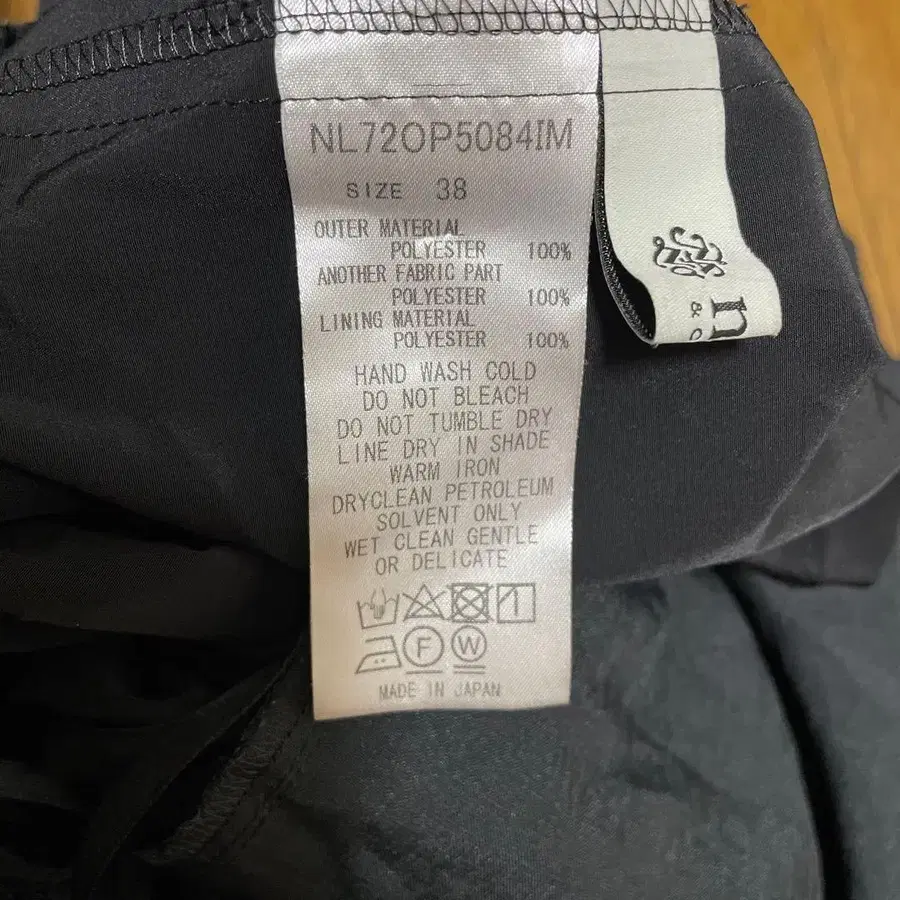 NL72OP5084IM
SIZE 38
OUTER MATERIAL
POLYESTER 100%
ANOTHER FABRIC PART
POLYESTER 100%
LINING MATERIAL
POLYESTER 100%
HAND WASH COLD
DO NOT BLEACH
DO NOT TUMBLE DRY
LINE DRY IN SHADE
WARM IRON
DRYCLEAN PETROLEUM
SOLVENT ONLY
WET CLEAN GENTLE
OR DELICATE
F W
MADE IN JAPAN
n
&